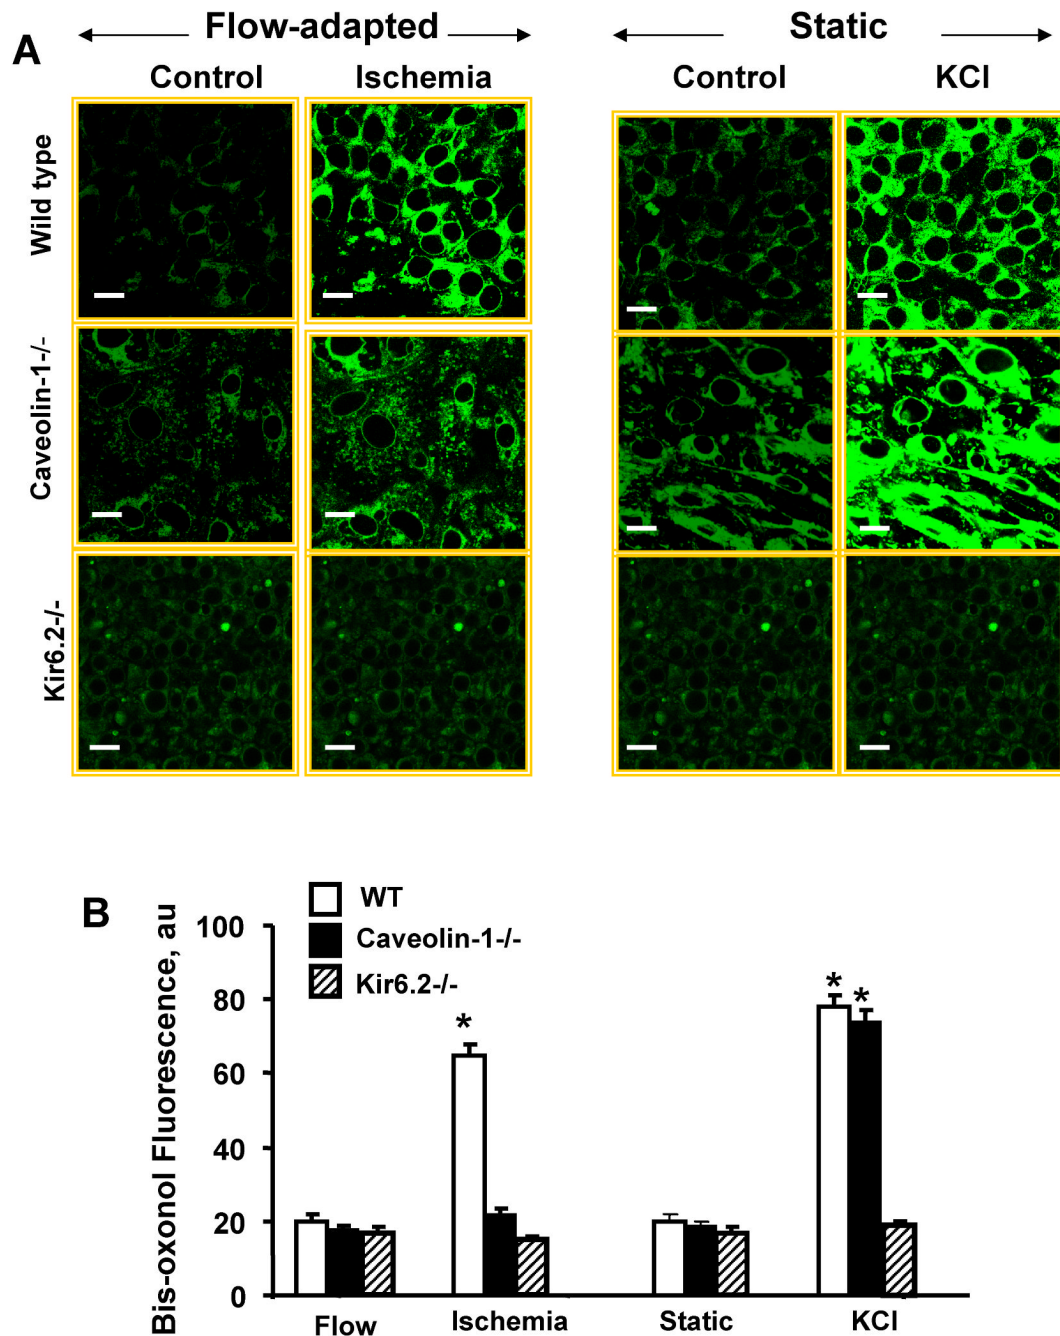 A
Flow-adapted
Static
Control
Ischemia
Control
KCl
Wild type
Caveolin-1-/-
Kir6.2-/-
B
WT
Caveolin-1-/-
Kir6.2-/-
Bis-oxonol Fluorescence, au
100
80
60
40
20
0
*
*
*
Flow
Ischemia
Static
KCl